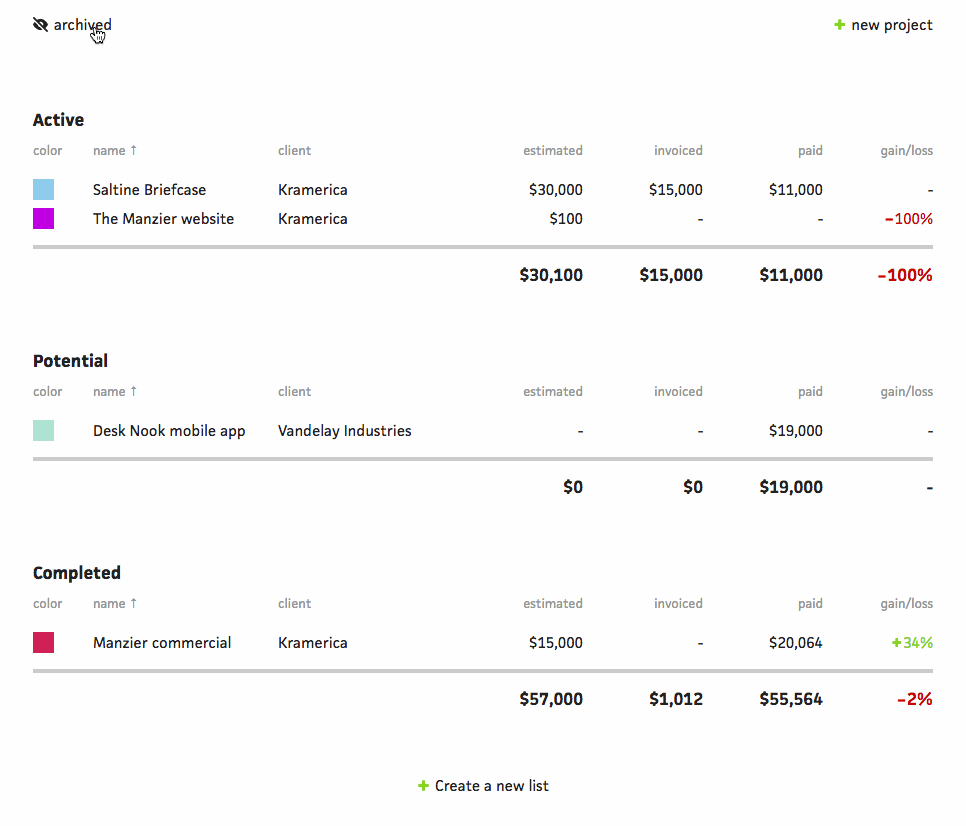 archived + new project
Active
color name ↑ client estimated invoiced paid gain/loss
Saltine Briefcase Kramerica $30,000 $15,000 $11,000 -
The Manzier website Kramerica $100 - - −100%
$30,100 $15,000 $11,000 −100%
Potential
color name ↑ client estimated invoiced paid gain/loss
Desk Nook mobile app Vandelay Industries - - $19,000 -
$0 $0 $19,000 -
Completed
color name ↑ client estimated invoiced paid gain/loss
Manzier commercial Kramerica $15,000 - $20,064 +34%
$57,000 $1,012 $55,564 −2%
+ Create a new list